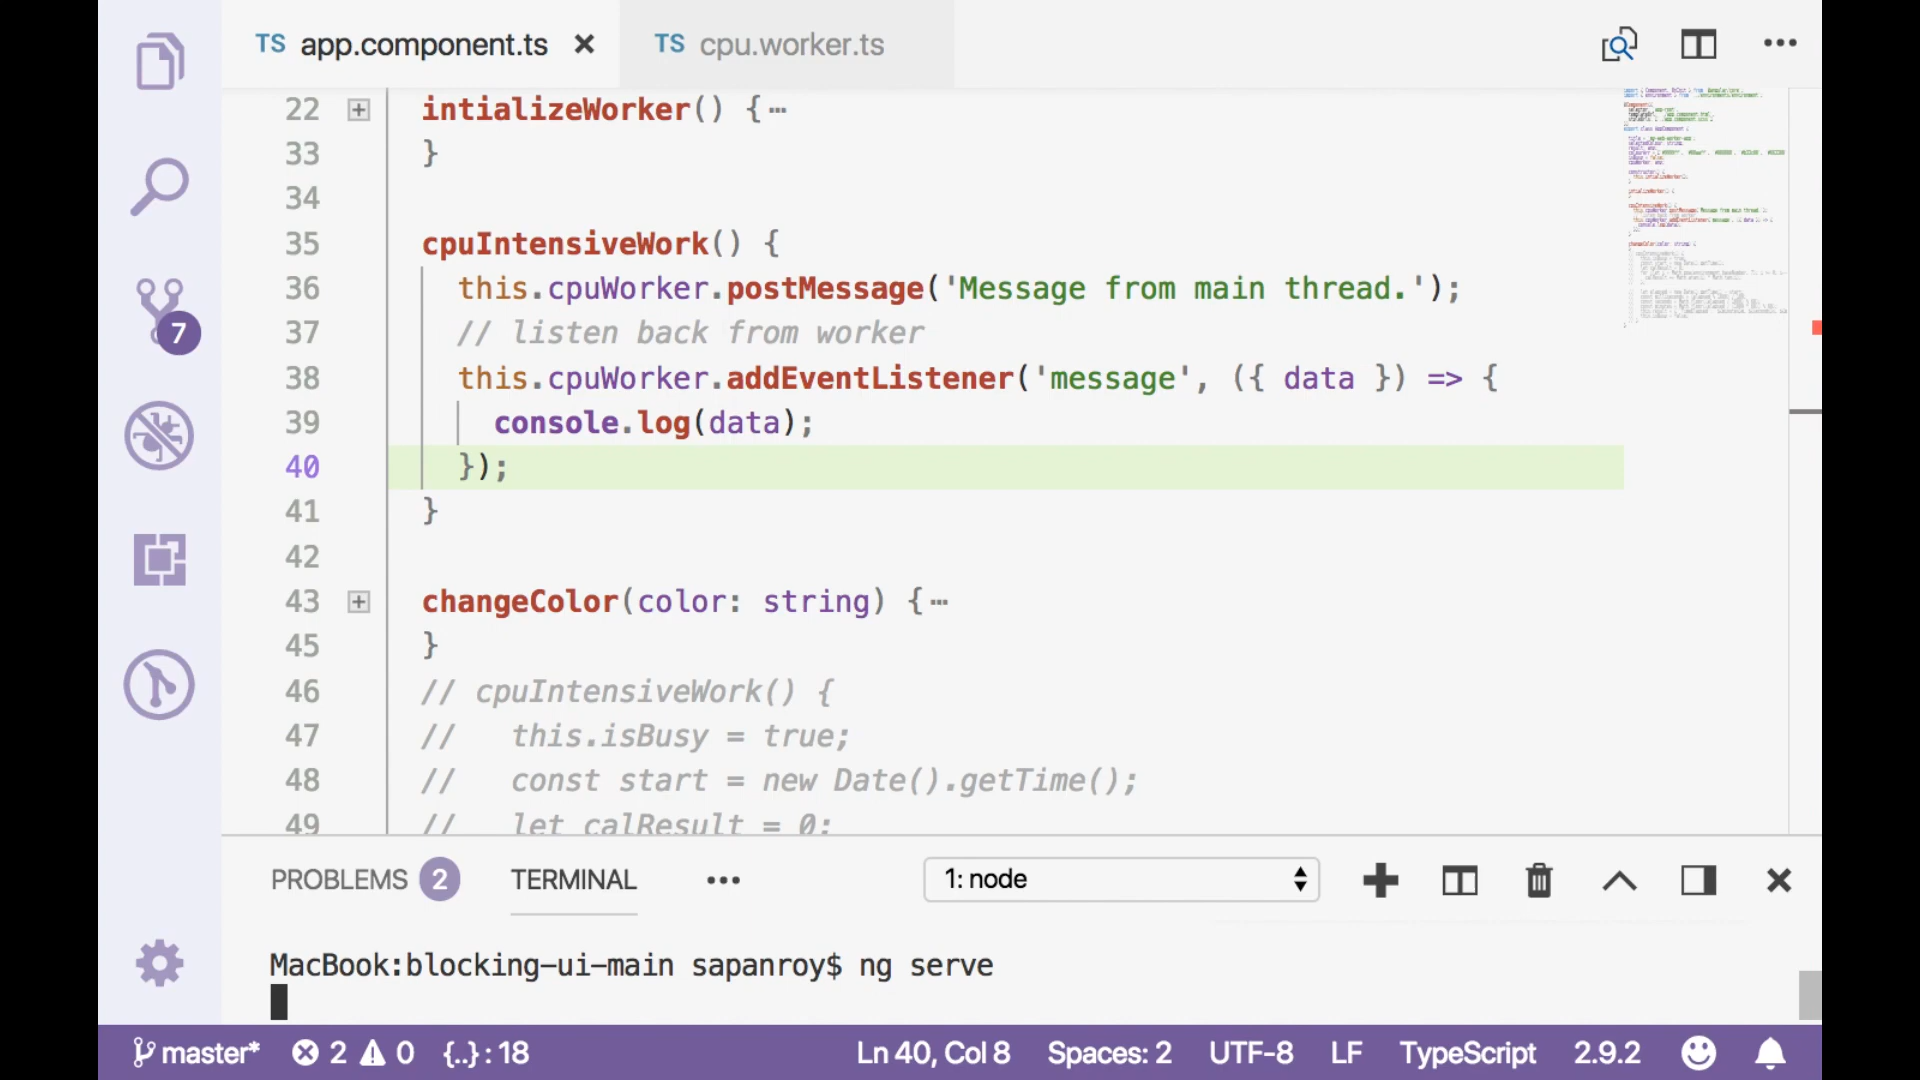 TS app.component.ts × TS cpu.worker.ts
22 intializeWorker() {⋯
33 }
34
35 cpuIntensiveWork() {
36 this.cpuWorker.postMessage('Message from main thread.');
37 // listen back from worker
38 this.cpuWorker.addEventListener('message', ({ data }) => {
39 console.log(data);
40 });
41 }
42
43 changeColor(color: string) {⋯
45 }
46 // cpuIntensiveWork() {
47 // this.isBusy = true;
48 // const start = new Date().getTime();
49 // let calResult = 0;
7
PROBLEMS 2 TERMINAL ••• 1: node
MacBook:blocking-ui-main sapanroy$ ng serve
master* 2 0 {..} : 18 Ln 40, Col 8 Spaces: 2 UTF-8 LF TypeScript 2.9.2